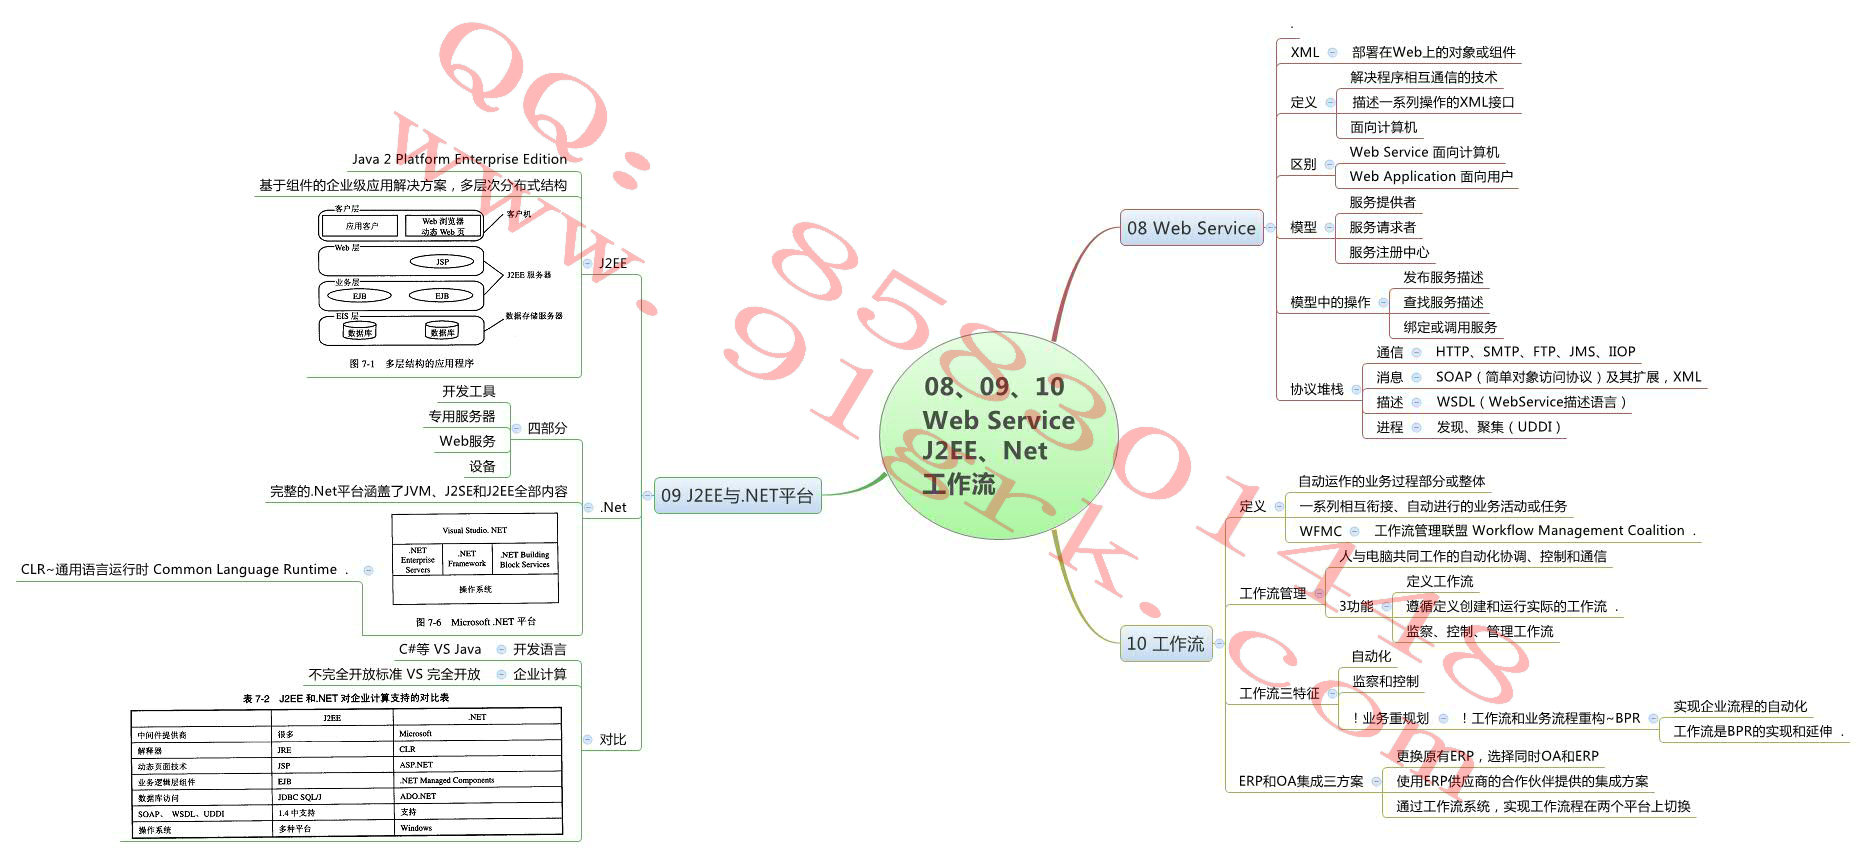 08、09、10
Web Service
J2EE、Net
工作流
08 Web Service
.
XML
部署在Web上的对象或组件
定义
解决程序相互通信的技术
描述一系列操作的XML接口
面向计算机
区别
Web Service 面向计算机
Web Application 面向用户
模型
服务提供者
服务请求者
服务注册中心
模型中的操作
发布服务描述
查找服务描述
绑定或调用服务
协议堆栈
通信
HTTP、SMTP、FTP、JMS、IIOP
消息
SOAP（简单对象访问协议）及其扩展，XML
描述
WSDL（WebService描述语言）
进程
发现、聚集（UDDI）
09 J2EE与.NET平台
J2EE
Java 2 Platform Enterprise Edition
基于组件的企业级应用解决方案，多层次分布式结构
客户层
应用客户
Web 浏览器
动态 Web 页
客户机
Web 层
JSP
J2EE 服务器
业务层
EJB
EJB
EIS 层
数据库
数据库
数据存储服务器
图 7-1 多层结构的应用程序
.Net
四部分
开发工具
专用服务器
Web服务
设备
完整的.Net平台涵盖了JVM、J2SE和J2EE全部内容
Visual Studio. NET
.NET
Enterprise
Servers
.NET
Framework
.NET Building
Block Services
操作系统
图 7-6 Microsoft .NET 平台
CLR~通用语言运行时 Common Language Runtime .
对比
C#等 VS Java
开发语言
不完全开放标准 VS 完全开放
企业计算
表 7-2 J2EE 和.NET 对企业计算支持的对比表
J2EE .NET
中间件提供商 很多 Microsoft
解释器 JRE CLR
动态页面技术 JSP ASP.NET
业务逻辑层组件 EJB .NET Managed Components
数据库访问 JDBC SQL/J ADO.NET
SOAP、 WSDL、UDDI 1.4 中支持 支持
操作系统 多种平台 Windows
10 工作流
定义
自动运作的业务过程部分或整体
一系列相互衔接、自动进行的业务活动或任务
WFMC
工作流管理联盟 Workflow Management Coalition .
工作流管理
人与电脑共同工作的自动化协调、控制和通信
3功能
定义工作流
遵循定义创建和运行实际的工作流 .
监察、控制、管理工作流
工作流三特征
自动化
监察和控制
！业务重规划
！工作流和业务流程重构~BPR
实现企业流程的自动化
工作流是BPR的实现和延伸 .
ERP和OA集成三方案
更换原有ERP，选择同时OA和ERP
使用ERP供应商的合作伙伴提供的集成方案
通过工作流系统，实现工作流程在两个平台上切换
QQ: 858301448
www.91grk.com